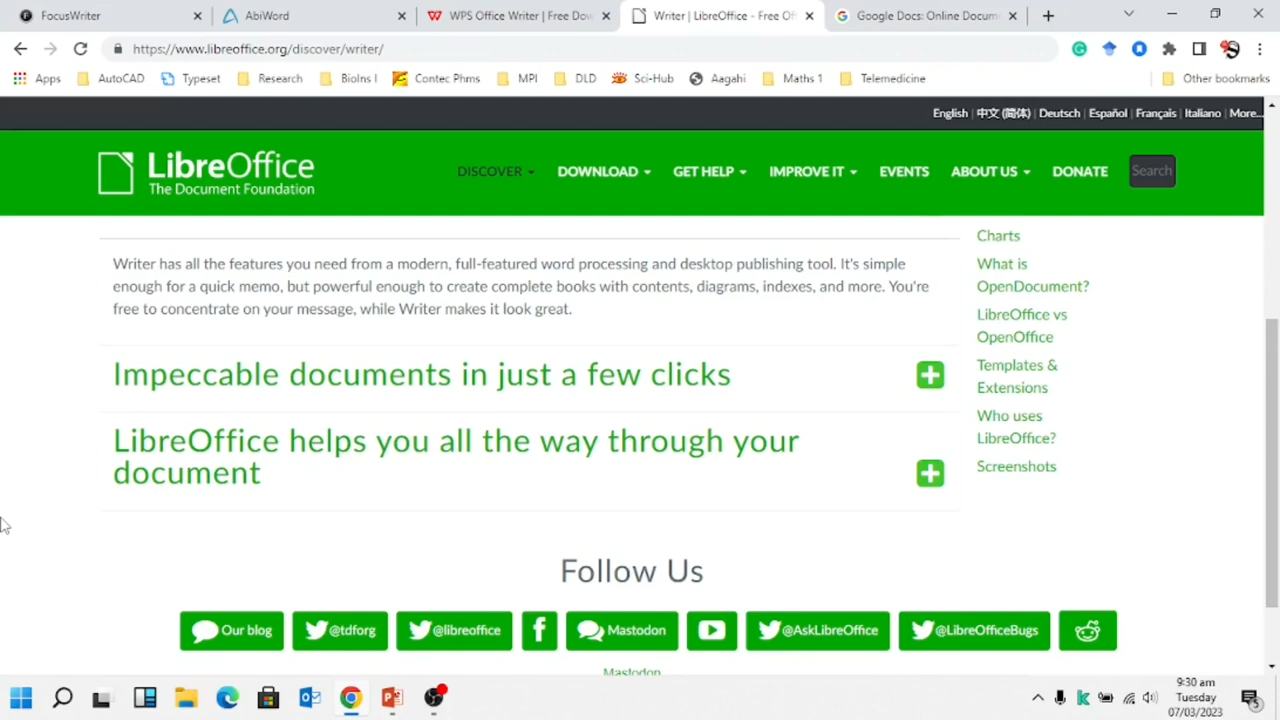 FocusWriter
AbiWord
WPS Office Writer | Free Dow
Writer | LibreOffice - Free Off
Google Docs: Online Docum
https://www.libreoffice.org/discover/writer/
Apps
AutoCAD
Typeset
Research
BioIns I
Contec Phms
MPI
DLD
Sci-Hub
Aagahi
Maths 1
Telemedicine
Other bookmarks
English | 中文 (简体) | Deutsch | Español | Français | Italiano | More...
LibreOffice
The Document Foundation
DISCOVER
DOWNLOAD
GET HELP
IMPROVE IT
EVENTS
ABOUT US
DONATE
Search
Writer has all the features you need from a modern, full-featured word processing and desktop publishing tool. It's simple
enough for a quick memo, but powerful enough to create complete books with contents, diagrams, indexes, and more. You're
free to concentrate on your message, while Writer makes it look great.
Impeccable documents in just a few clicks
LibreOffice helps you all the way through your
document
Charts
What is
OpenDocument?
LibreOffice vs
OpenOffice
Templates &
Extensions
Who uses
LibreOffice?
Screenshots
Follow Us
Our blog
@tdforg
@libreoffice
Mastodon
@AskLibreOffice
@LibreOfficeBugs
Mastodon
9:30 am
Tuesday
07/03/2023
5